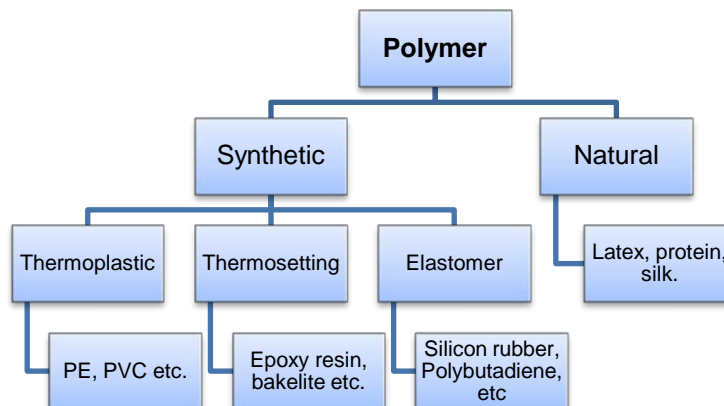 Polymer
Synthetic
Natural
Thermoplastic
Thermosetting
Elastomer
Latex, protein,
silk.
PE, PVC etc.
Epoxy resin,
bakelite etc.
Silicon rubber,
Polybutadiene,
etc